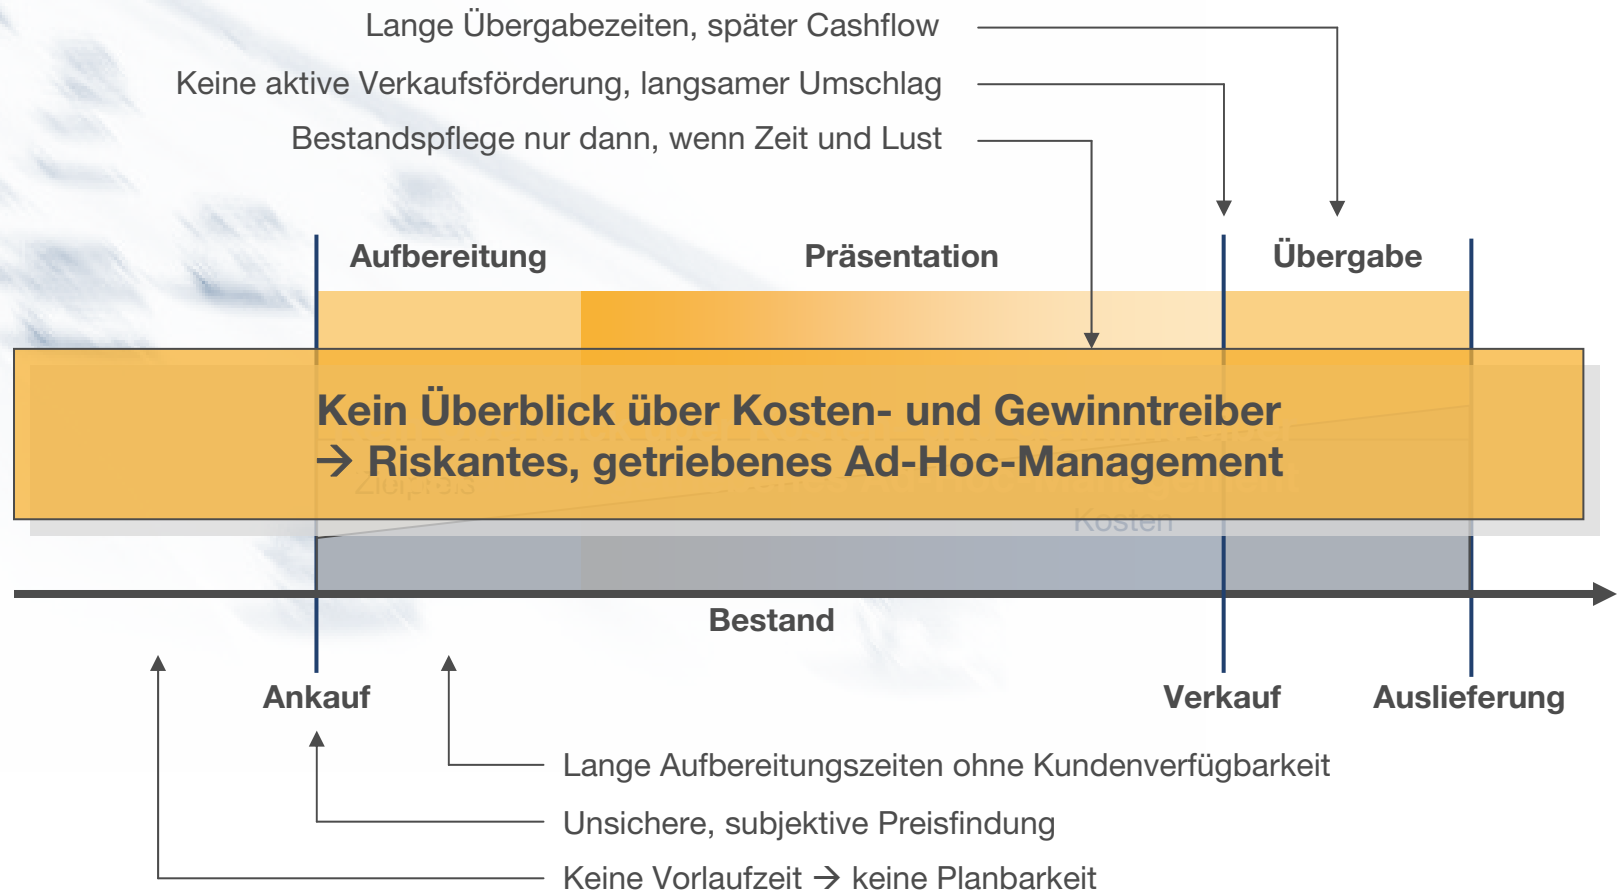 Lange Übergabezeiten, später Cashflow
Keine aktive Verkaufsförderung, langsamer Umschlag
Bestandspflege nur dann, wenn Zeit und Lust
Aufbereitung
Präsentation
Übergabe
Kein Überblick über Kosten- und Gewinntreiber
→ Riskantes, getriebenes Ad-Hoc-Management
Zielpreis
Kosten
Bestand
Ankauf
Verkauf
Auslieferung
Lange Aufbereitungszeiten ohne Kundenverfügbarkeit
Unsichere, subjektive Preisfindung
Keine Vorlaufzeit → keine Planbarkeit